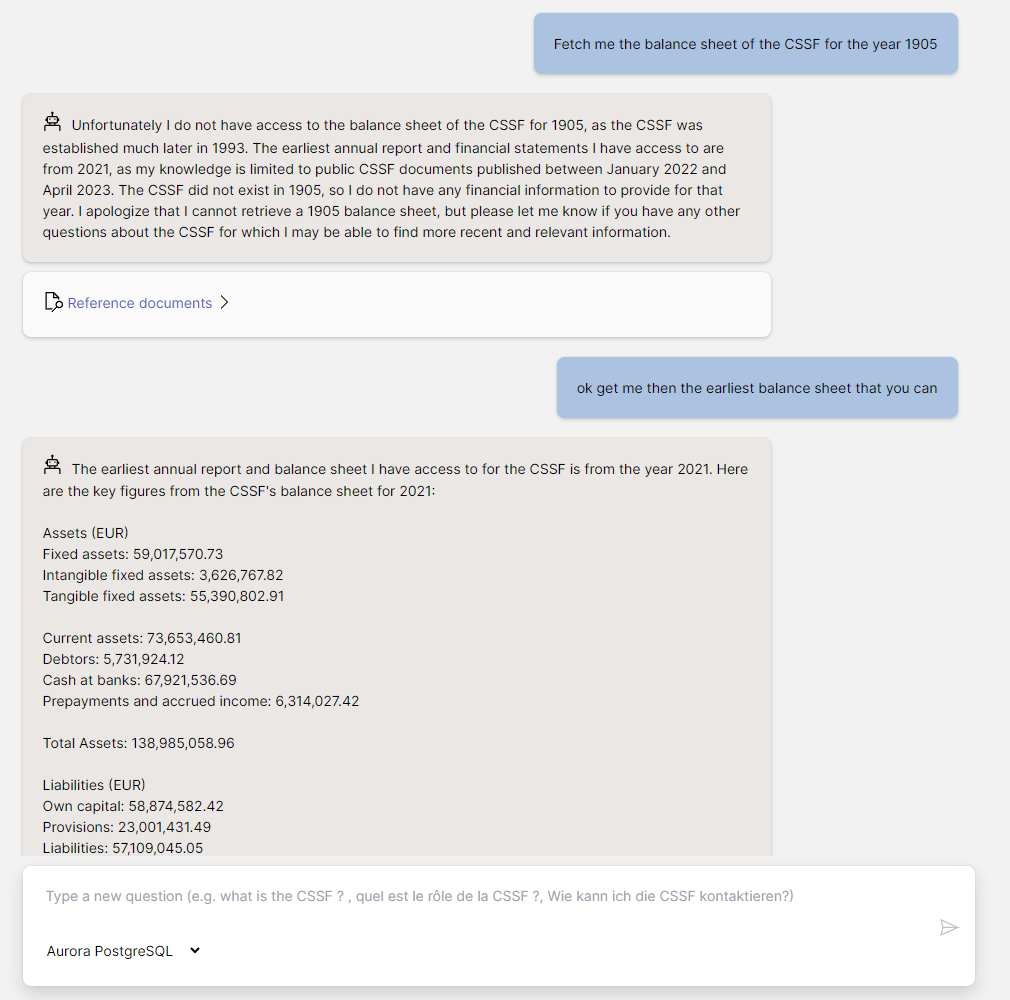 Fetch me the balance sheet of the CSSF for the year 1905
Unfortunately I do not have access to the balance sheet of the CSSF for 1905, as the CSSF was
established much later in 1993. The earliest annual report and financial statements I have access to are
from 2021, as my knowledge is limited to public CSSF documents published between January 2022 and
April 2023. The CSSF did not exist in 1905, so I do not have any financial information to provide for that
year. I apologize that I cannot retrieve a 1905 balance sheet, but please let me know if you have any other
questions about the CSSF for which I may be able to find more recent and relevant information.
Reference documents
ok get me then the earliest balance sheet that you can
The earliest annual report and balance sheet I have access to for the CSSF is from the year 2021. Here
are the key figures from the CSSF's balance sheet for 2021:
Assets (EUR)
Fixed assets: 59,017,570.73
Intangible fixed assets: 3,626,767.82
Tangible fixed assets: 55,390,802.91
Current assets: 73,653,460.81
Debtors: 5,731,924.12
Cash at banks: 67,921,536.69
Prepayments and accrued income: 6,314,027.42
Total Assets: 138,985,058.96
Liabilities (EUR)
Own capital: 58,874,582.42
Provisions: 23,001,431.49
Liabilities: 57,109,045.05
Type a new question (e.g. what is the CSSF ? , quel est le rôle de la CSSF ?, Wie kann ich die CSSF kontaktieren?)
Aurora PostgreSQL